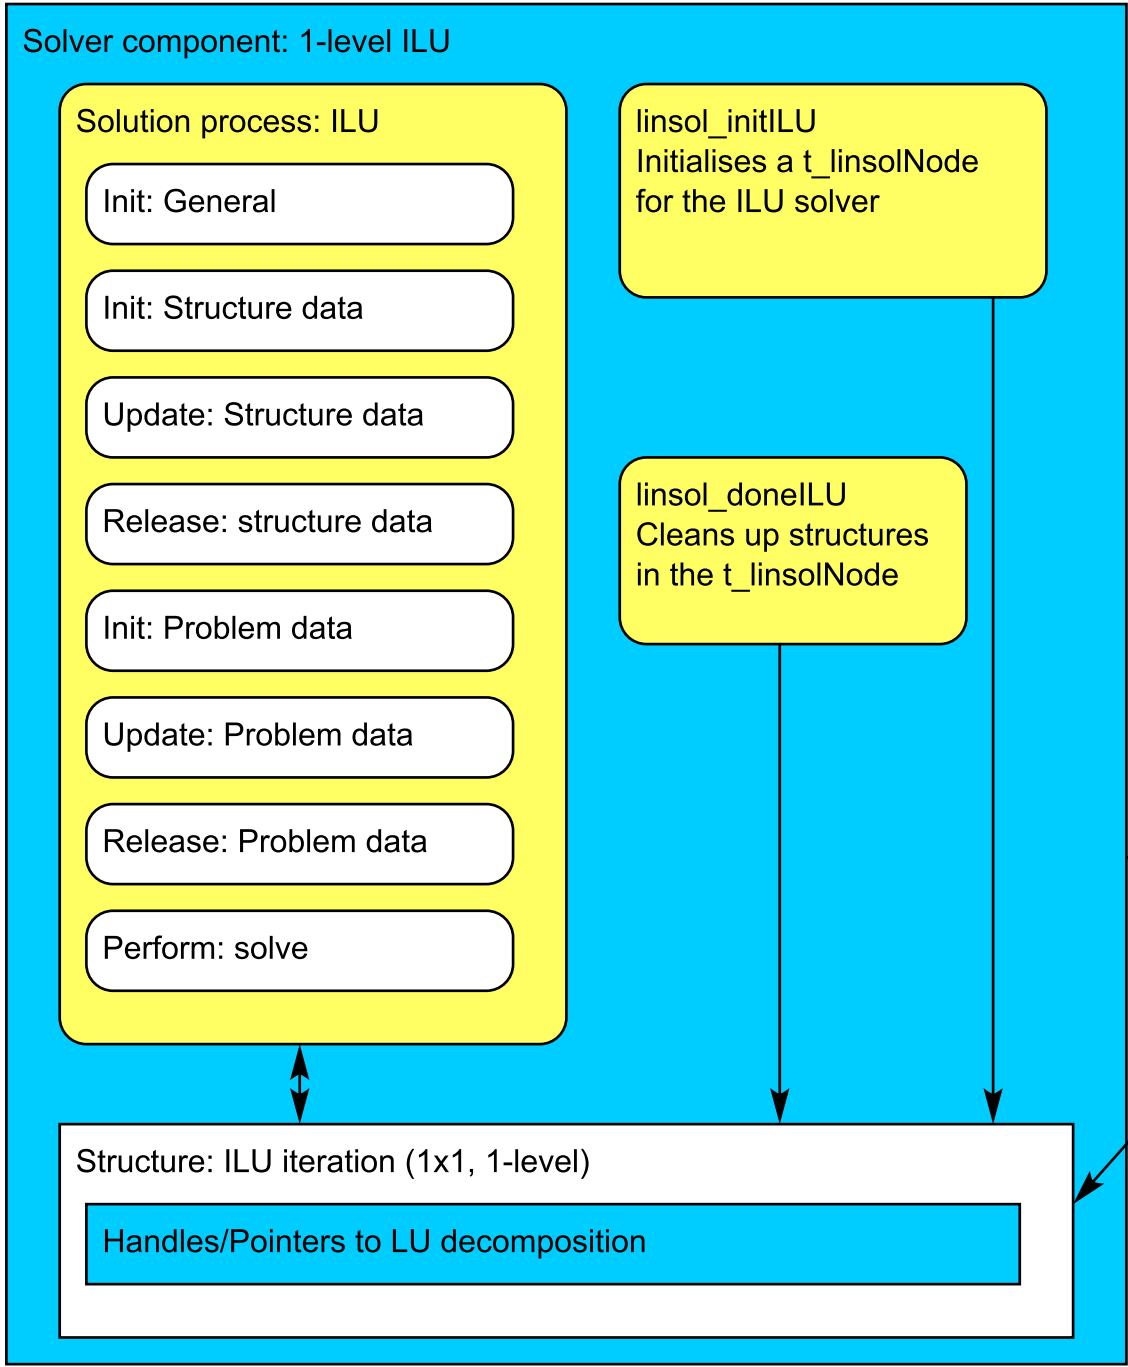 Solver component: 1-level ILU
Solution process: ILU
Init: General
Init: Structure data
Update: Structure data
Release: structure data
Init: Problem data
Update: Problem data
Release: Problem data
Perform: solve
linsol_initILU
Initialises a t_linsolNode
for the ILU solver
linsol_doneILU
Cleans up structures
in the t_linsolNode
Structure: ILU iteration (1x1, 1-level)
Handles/Pointers to LU decomposition